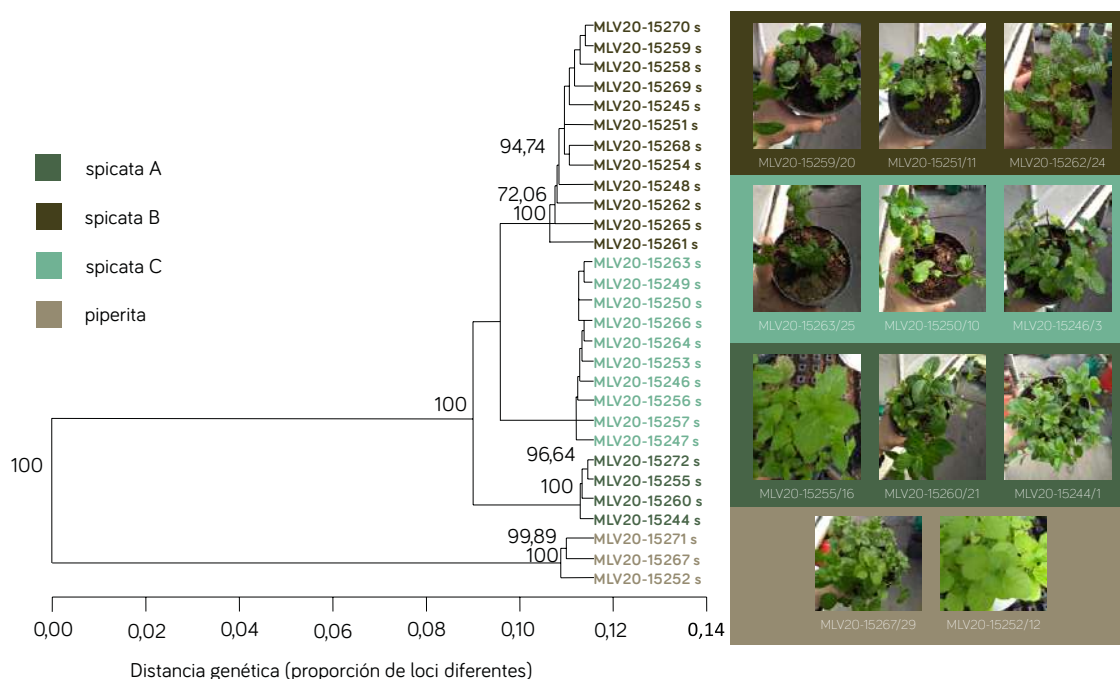 spicata A
spicata B
spicata C
piperita
MLV20-15270 s
MLV20-15259 s
MLV20-15258 s
MLV20-15269 s
MLV20-15245 s
MLV20-15251 s
MLV20-15268 s
MLV20-15254 s
MLV20-15248 s
MLV20-15262 s
MLV20-15265 s
MLV20-15261 s
MLV20-15263 s
MLV20-15249 s
MLV20-15250 s
MLV20-15266 s
MLV20-15264 s
MLV20-15253 s
MLV20-15246 s
MLV20-15256 s
MLV20-15257 s
MLV20-15247 s
MLV20-15272 s
MLV20-15255 s
MLV20-15260 s
MLV20-15244 s
MLV20-15271 s
MLV20-15267 s
MLV20-15252 s
94,74
72,06
100
100
96,64
100
100
99,89
100
0,00 0,02 0,04 0,06 0,08 0,10 0,12 0,14
Distancia genética (proporción de loci diferentes)
MLV20-15259/20 MLV20-15251/11 MLV20-15262/24
MLV20-15263/25 MLV20-15250/10 MLV20-15246/3
MLV20-15255/16 MLV20-15260/21 MLV20-15244/1
MLV20-15267/29 MLV20-15252/12